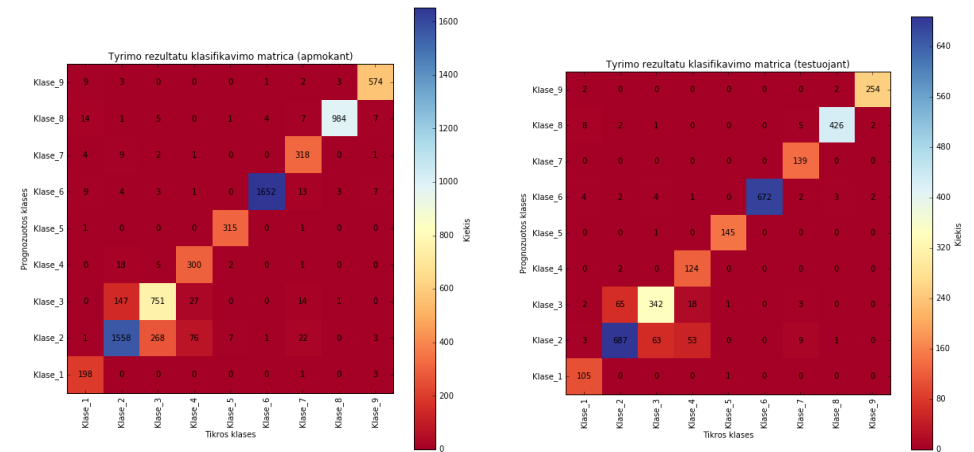 Tyrimo rezultatu klasifikavimo matrica (apmokant)
Prognozuotos klases
Klase_9 9 3 0 0 0 1 2 3 574
Klase_8 14 1 5 0 1 4 7 984 7
Klase_7 4 9 2 1 0 0 318 0 1
Klase_6 9 4 3 1 0 1652 13 3 7
Klase_5 1 0 0 0 315 0 1 0 0
Klase_4 0 18 5 300 2 0 1 0 0
Klase_3 0 147 751 27 0 0 14 1 0
Klase_2 1 1558 268 76 7 1 22 0 3
Klase_1 198 0 0 0 0 0 1 0 3
Klase_1 Klase_2 Klase_3 Klase_4 Klase_5 Klase_6 Klase_7 Klase_8 Klase_9
Tikros klases
1600
1400
1200
1000
800
600
400
200
0
Kiekis
Tyrimo rezultatu klasifikavimo matrica (testuojant)
Prognozuotos klases
Klase_9 2 0 0 0 0 0 0 2 254
Klase_8 8 2 1 0 0 0 5 426 2
Klase_7 0 0 0 0 0 0 139 0 0
Klase_6 4 2 4 1 0 672 2 3 2
Klase_5 0 0 1 0 145 0 0 0 0
Klase_4 0 2 0 124 0 0 0 0 0
Klase_3 2 65 342 18 1 0 3 0 0
Klase_2 3 687 63 53 0 0 9 1 0
Klase_1 105 0 0 0 1 0 0 0 0
Klase_1 Klase_2 Klase_3 Klase_4 Klase_5 Klase_6 Klase_7 Klase_8 Klase_9
Tikros klases
640
560
480
400
320
240
160
80
0
Kiekis